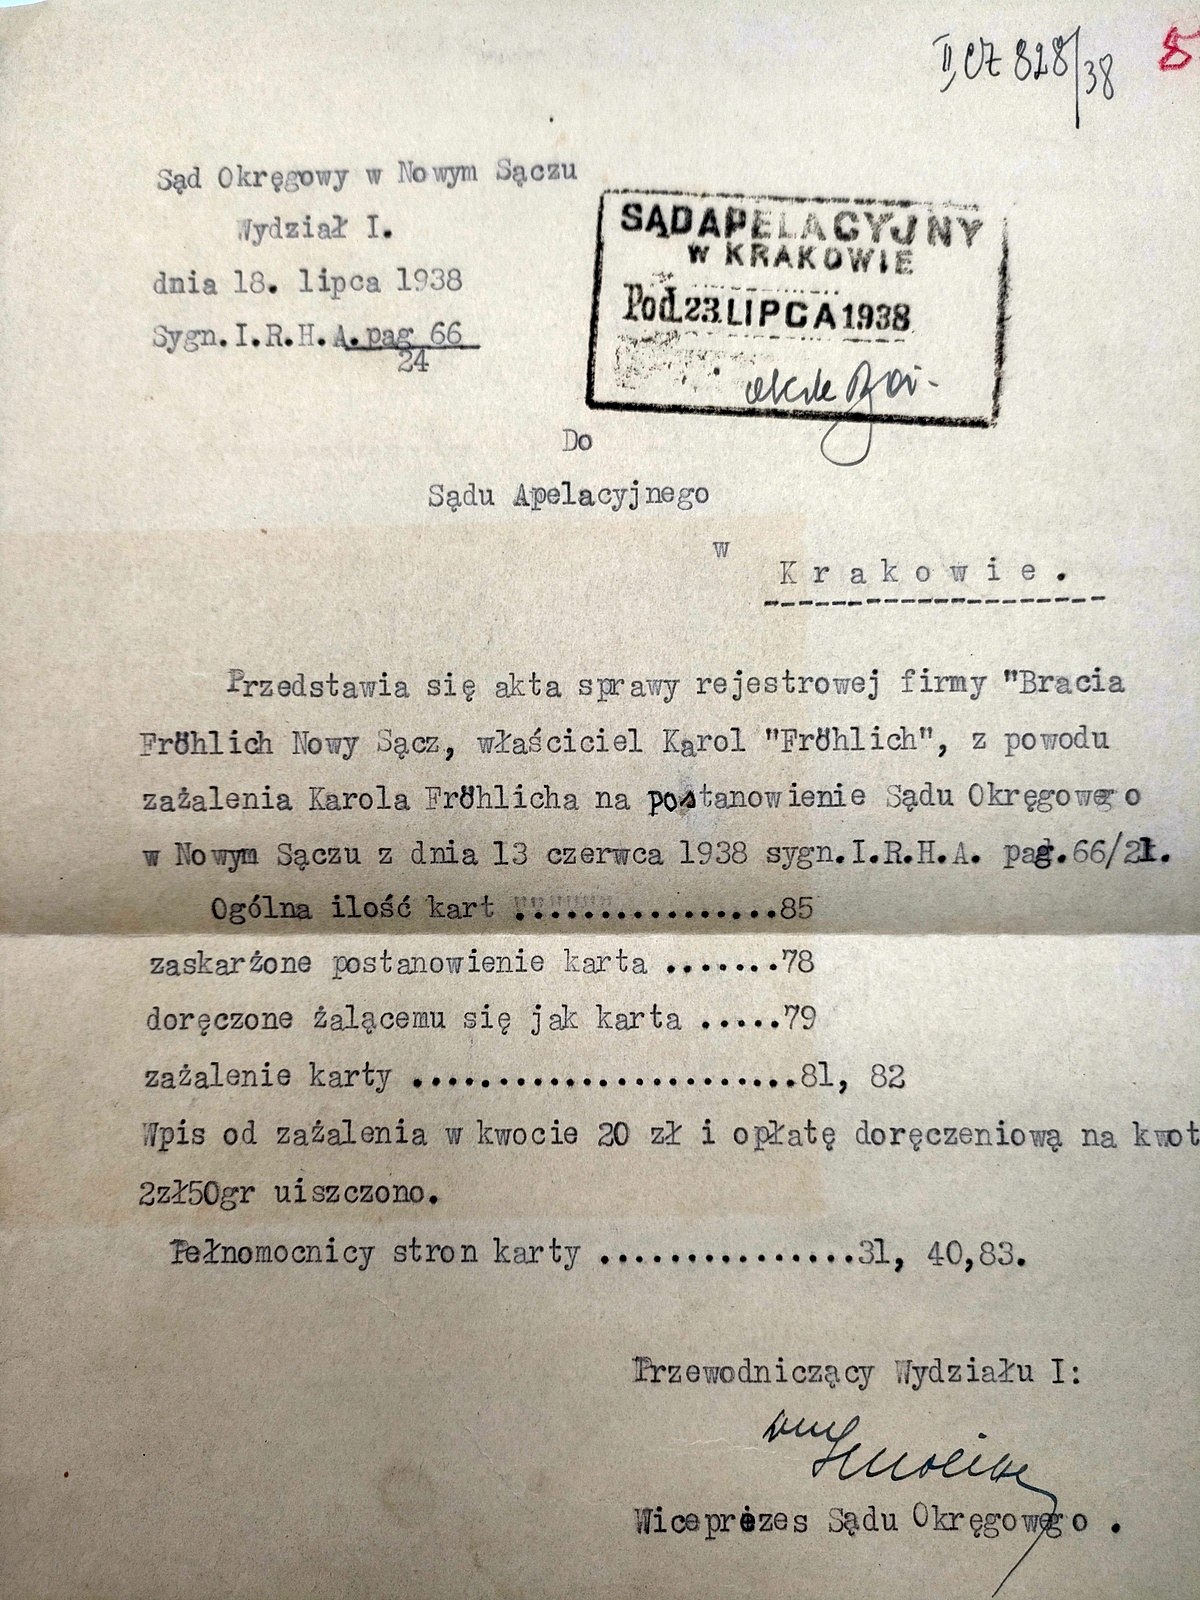 II CZ 828/38
8
Sąd Okręgowy w Nowym Sączu
Wydział I.
dnia 18. lipca 1938
Sygn.I.R.H.A.pag 66
24
SĄD APELACYJNY
W KRAKOWIE
Pod. 23. LIPCA 1938
Do
Sądu Apelacyjnego
w
Krakowie.
Przedstawia się akta sprawy rejestrowej firmy "Bracia
Fröhlich Nowy Sącz, właściciel Karol "Fröhlich", z powodu
zażalenia Karola Fröhlicha na postanowienie Sądu Okręgowego
w Nowym Sączu z dnia 13 czerwca 1938 sygn.I.R.H.A. pag.66/21.
Ogólna ilość kart ................85
zaskarżone postanowienie karta .......78
doręczone żalącemu się jak karta .....79
zażalenie karty .......................81, 82
Wpis od zażalenia w kwocie 20 zł i opłatę doręczeniową na kwot
2zł50gr uiszczono.
Pełnomocnicy stron karty ...............31, 40,83.
Przewodniczący Wydziału I:
Wiceprezes Sądu Okręgowego .